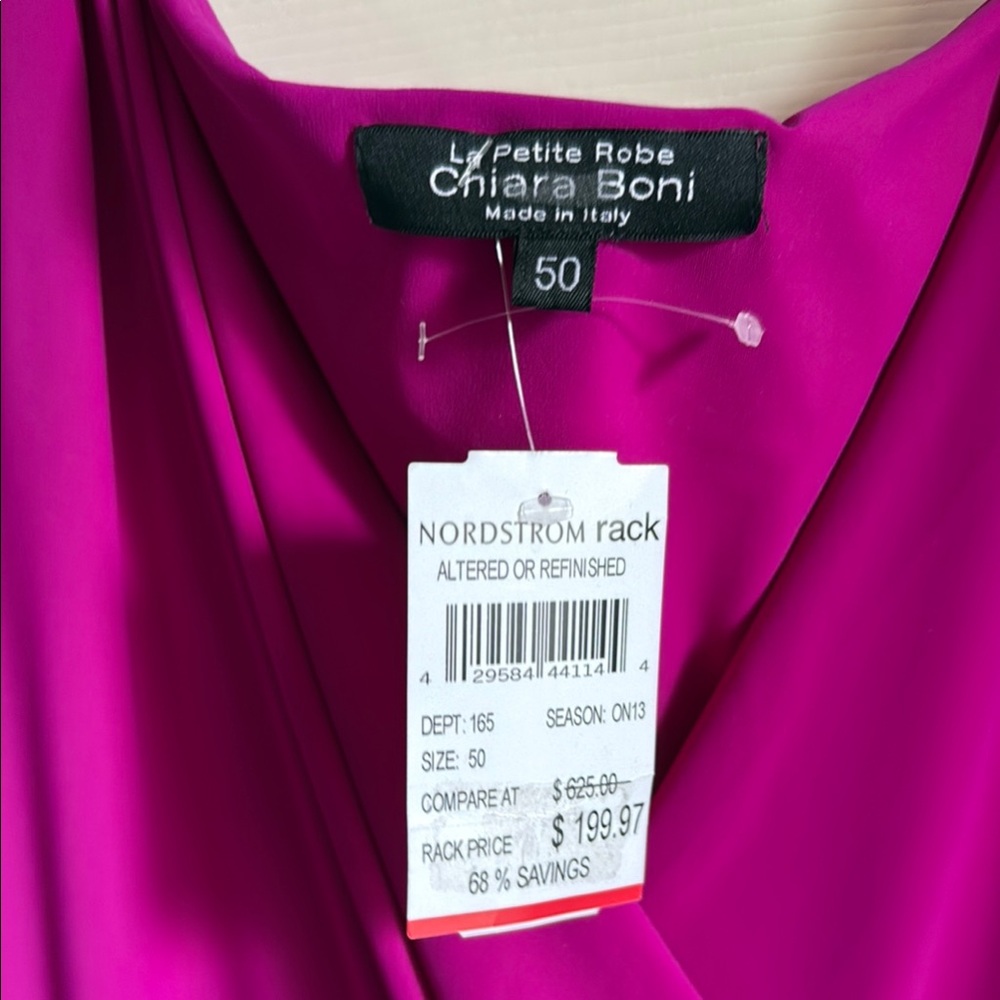 La Petite Robe
Chiara Boni
Made in Italy
50
NORDSTROM rack
ALTERED OR REFINISHED
4 29584 44114 4
DEPT: 165 SEASON: ON13
SIZE: 50
COMPARE AT $ 625.00
RACK PRICE $ 199.97
68 % SAVINGS